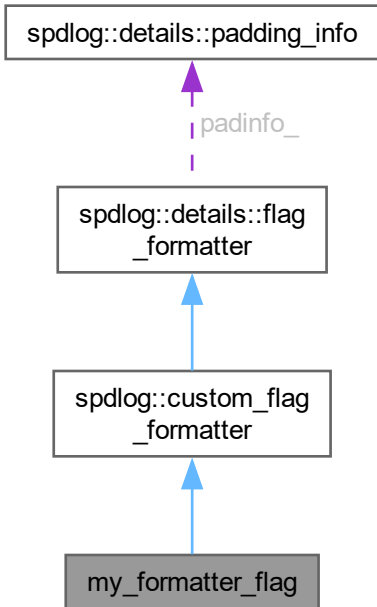 spdlog::details::padding_info
padinfo_
spdlog::details::flag
_formatter
spdlog::custom_flag
_formatter
my_formatter_flag